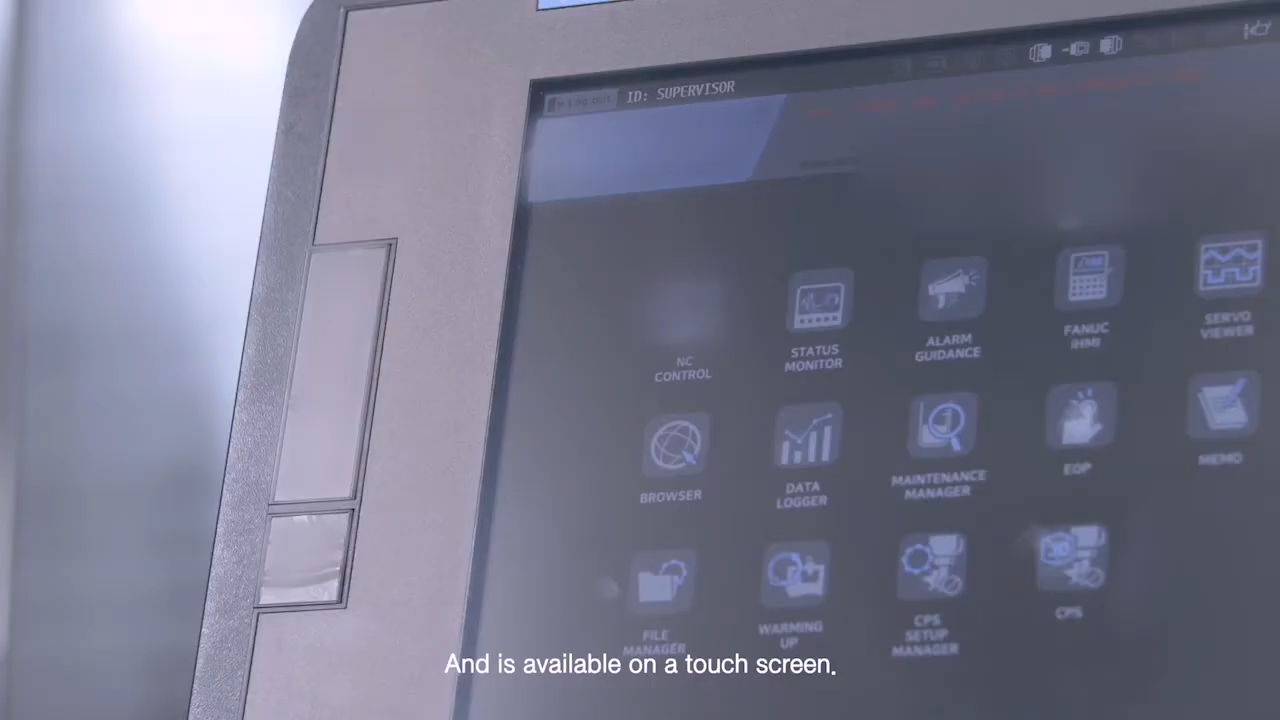 ID: SUPERVISOR
NC
CONTROL
STATUS
MONITOR
ALARM
GUIDANCE
FANUC
iHMI
SERVO
VIEWER
BROWSER
DATA
LOGGER
MAINTENANCE
MANAGER
EOP
MEMO
FILE
MANAGER
WARMING
UP
CPS
SETUP
MANAGER
3D
CPS
And is available on a touch screen.